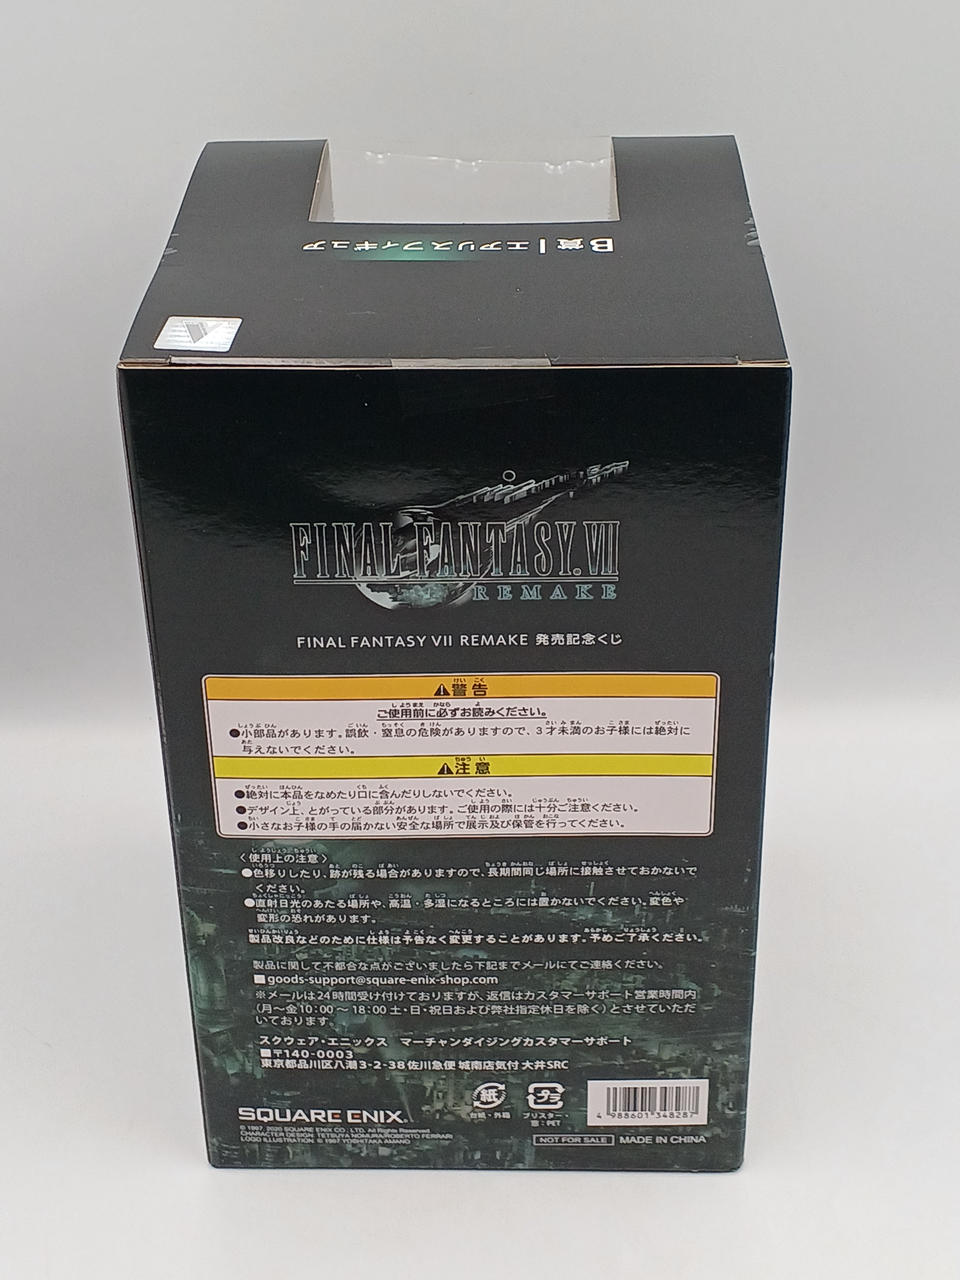 B賞 | エアリスフィギュア
FINAL FANTASY VII
REMAKE
FINAL FANTASY VII REMAKE 発売記念くじ
警告
ご使用前に必ずお読みください。
●小部品があります。誤飲・窒息の危険がありますので、3才未満のお子様には絶対に
与えないでください。
注意
●絶対に本品をなめたり口に含んだりしないでください。
●デザイン上、とがっている部分があります。ご使用の際には十分ご注意ください。
●小さなお子様の手の届かない安全な場所で展示及び保管を行ってください。
〈使用上の注意〉
●色移りしたり、跡が残る場合がありますので、長期間同じ場所に接触させておかないで
ください。
●直射日光のあたる場所や、高温・多湿になるところには置かないでください。変色や
変形の恐れがあります。
製品改良などのために仕様は予告なく変更することがあります。予めご了承ください。
製品に関して不都合な点がございましたら下記までメールにてご連絡ください。
■goods-support@square-enix-shop.com
※メールは24時間受け付けておりますが、返信はカスタマーサポート営業時間内
(月〜金10:00〜18:00 土・日・祝日および弊社指定休日を除く)とさせていただ
いております。
スクウェア・エニックス マーチャンダイジングカスタマーサポート
■〒140-0003
東京都品川区八潮3-2-38佐川急便 城南店気付 大井SRC
SQUARE ENIX.
© 1997, 2020 SQUARE ENIX CO., LTD. All Rights Reserved.
CHARACTER DESIGN: TETSUYA NOMURA/ROBERTO FERRARI
LOGO ILLUSTRATION: © 1997 YOSHITAKA AMANO
紙
台紙・外箱
プラ
ブリスター・
窓:PET
4 988601 348287
NOT FOR SALE
MADE IN CHINA